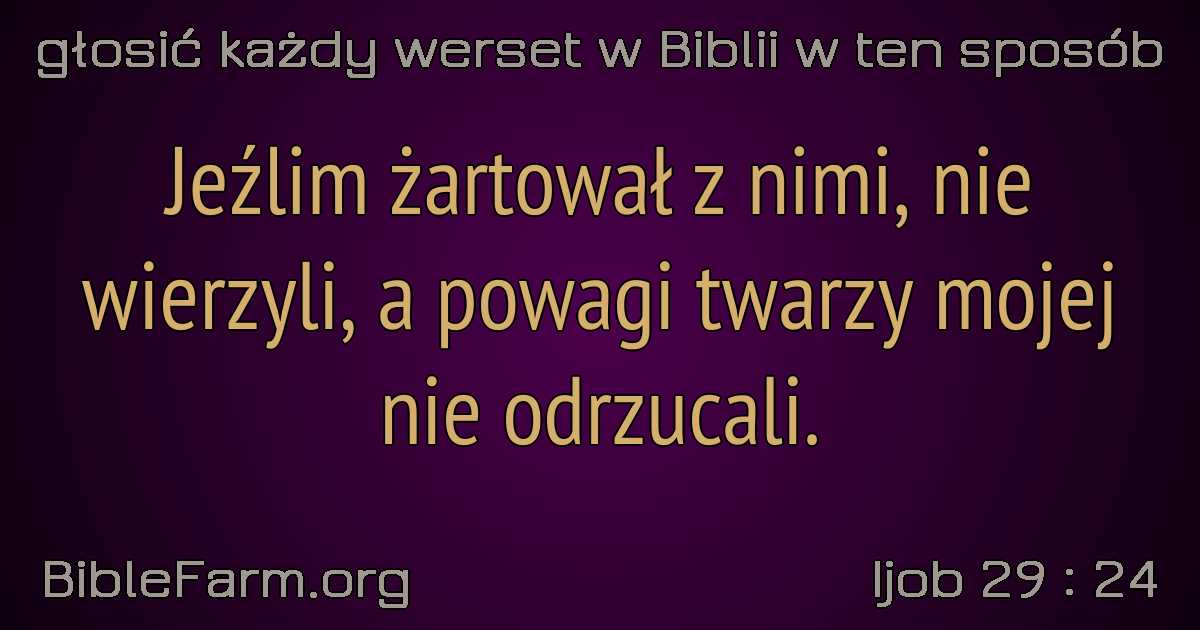 głosić każdy werset w Biblii w ten sposób
Jeźlim żartował z nimi, nie
wierzyli, a powagi twarzy mojej
nie odrzucali.
BibleFarm.org
Ijob 29 : 24